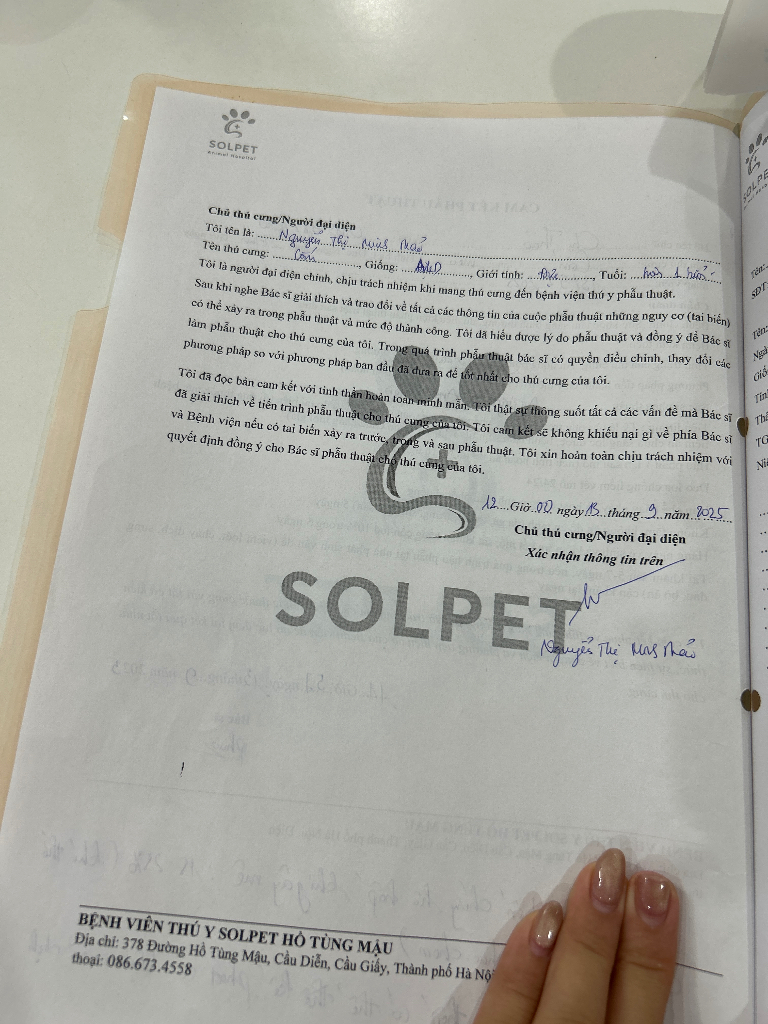 SOLPET
Animal Hospital
Chủ thú cưng/Người đại diện
Tôi tên là: Nguyễn Thị Minh Thảo
Tên thú cưng: , Giống: ALD, Giới tính: Đực, Tuổi: hơn 1 năm
Tôi là người đại diện chính, chịu trách nhiệm khi mang thú cưng đến bệnh viện thú y phẫu thuật.
Sau khi nghe Bác sĩ giải thích và trao đổi về tất cả các thông tin của cuộc phẫu thuật những nguy cơ (tai biến)
có thể xảy ra trong phẫu thuật và mức độ thành công. Tôi đã hiểu được lý do phẫu thuật và đồng ý để Bác sĩ
làm phẫu thuật cho thú cưng của tôi. Trong quá trình phẫu thuật bác sĩ có quyền điều chỉnh, thay đổi các
phương pháp so với phương pháp ban đầu đã đưa ra để tốt nhất cho thú cưng của tôi.
Tôi đã đọc bản cam kết với tinh thần hoàn toàn minh mẫn. Tôi thật sự thông suốt tất cả các vấn đề mà Bác sĩ
đã giải thích về tiến trình phẫu thuật cho thú cưng của tôi. Tôi cam kết sẽ không khiếu nại gì về phía Bác sĩ
và Bệnh viện nếu có tai biến xảy ra trước, trong và sau phẫu thuật. Tôi xin hoàn toàn chịu trách nhiệm với
quyết định đồng ý cho Bác sĩ phẫu thuật cho thú cưng của tôi.
12 Giờ 00 ngày 13 tháng 9 năm 2025
Chủ thú cưng/Người đại diện
Xác nhận thông tin trên
SOLPET
Nguyễn Thị Minh Thảo
BỆNH VIỆN THÚ Y SOLPET HỒ TÙNG MẬU
Địa chỉ: 378 Đường Hồ Tùng Mậu, Cầu Diễn, Cầu Giấy, Thành phố Hà Nội
thoại: 086.673.4558
Tên:
SĐT
Tên: